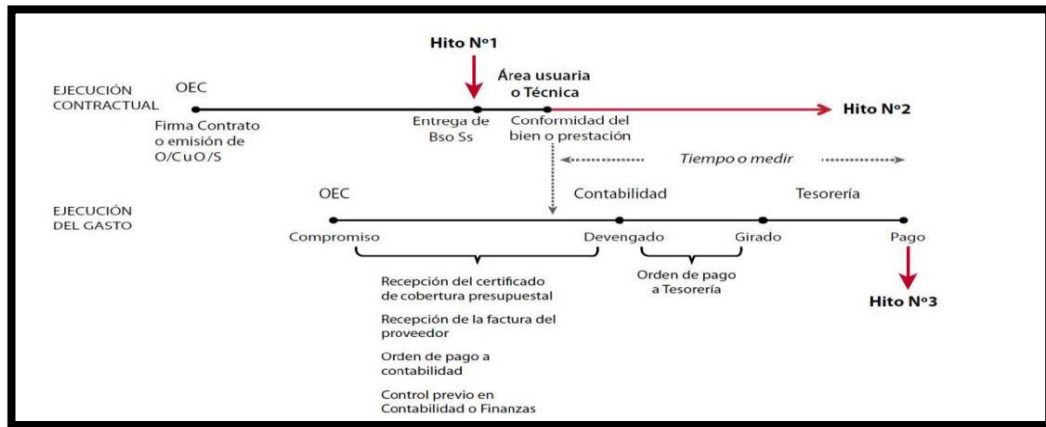 Hito Nº1
EJECUCIÓN
CONTRACTUAL
OEC
Área usuaria
o Técnica
Hito Nº2
Firma Contrato
o emisión de
O/CuO/S
Entrega de
Bso Ss
Conformidad del
bien o prestación
Tiempo o medir
EJECUCIÓN
DEL GASTO
OEC
Contabilidad
Tesorería
Compromiso
Devengado
Girado
Pago
Recepción del certificado
de cobertura presupuestal
Recepción de la factura del
proveedor
Orden de pago a
contabilidad
Control previo en
Contabilidad o Finanzas
Orden de pago
a Tesorería
Hito Nº3